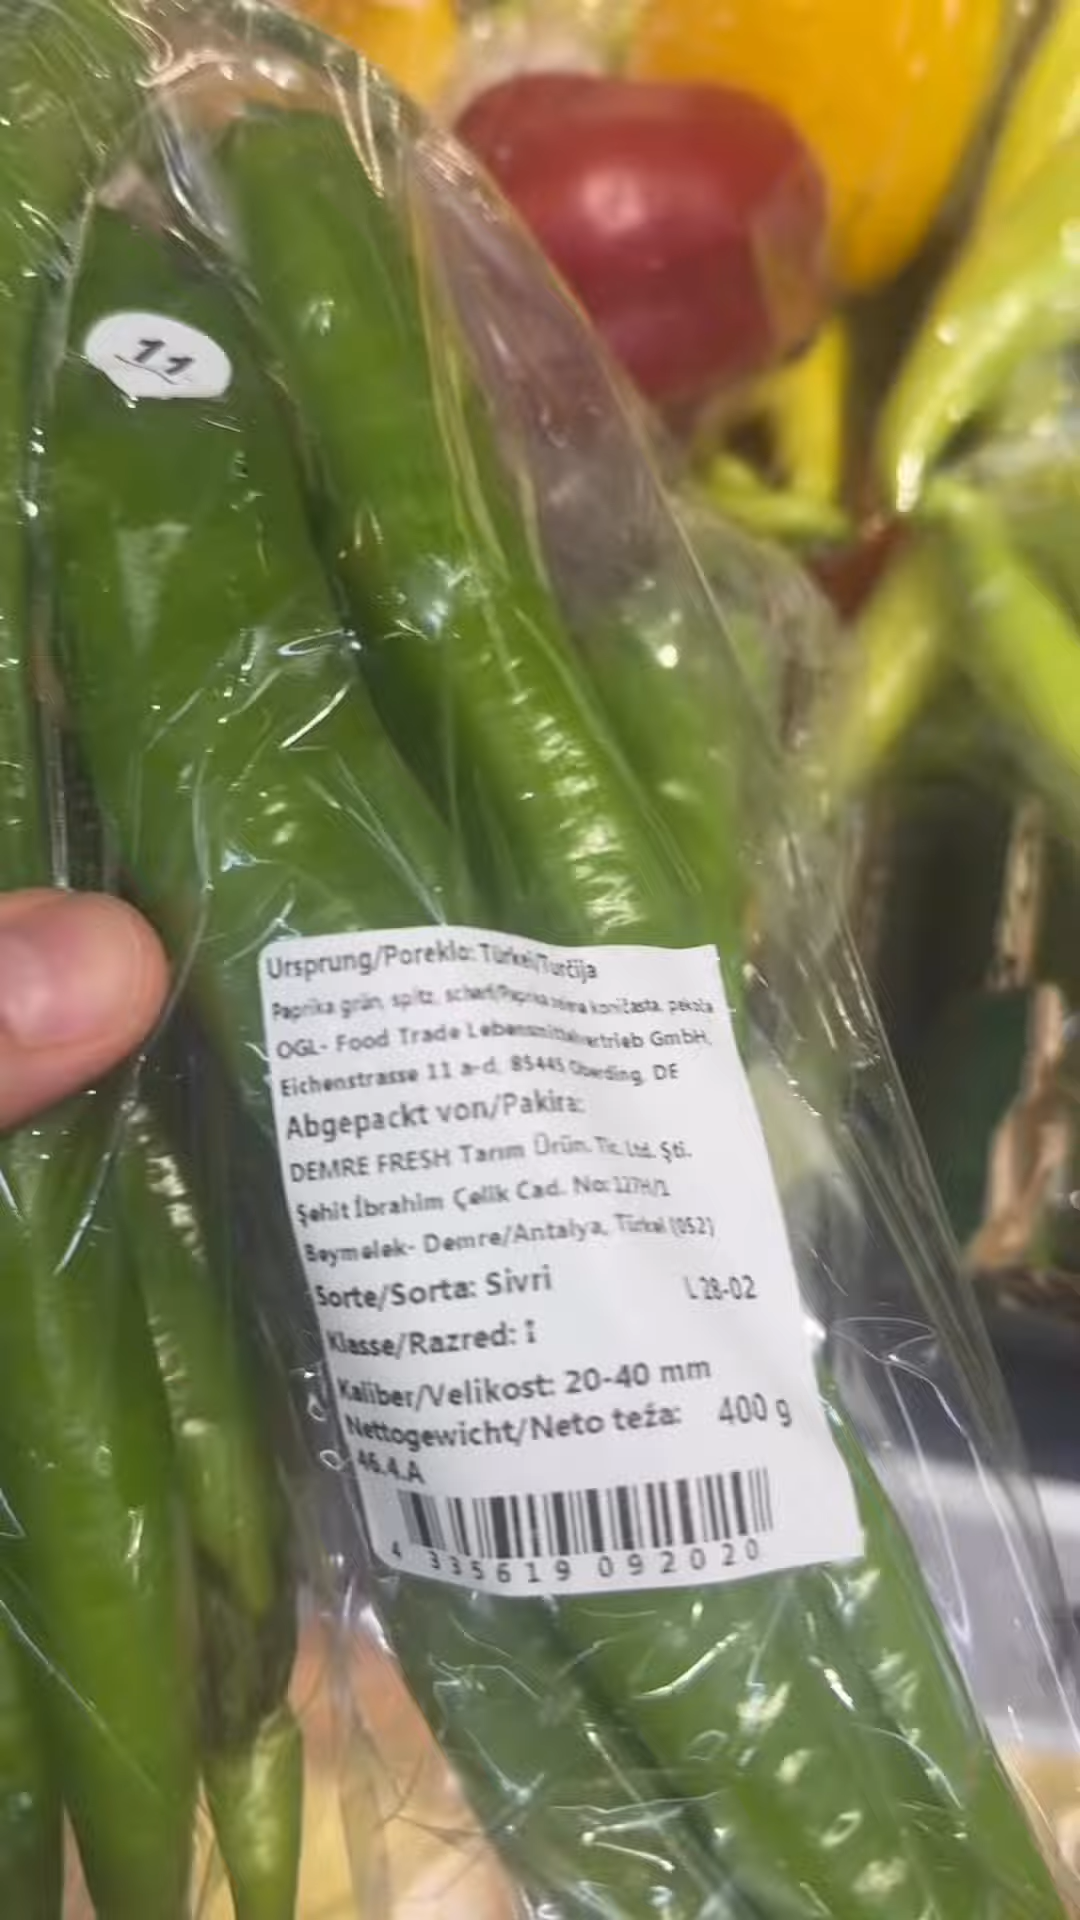 11
Ursprung/Poreklo: Türkei/Turčija
Paprika grün, spitz, scharf/Paprika zelena koničasta, pekoča
OGL- Food Trade Lebensmittelvertrieb GmbH,
Eichenstrasse 11 a-d, 85445 Oberding, DE
Abgepackt von/Pakira:
DEMRE FRESH Tarım Ürün. Tic. Ltd. Şti.
Şehit İbrahim Çelik Cad. No: 127H/1
Beymelek- Demre/Antalya, Türkei (052)
Sorte/Sorta: Sivri L 28-02
Klasse/Razred: I
Kaliber/Velikost: 20-40 mm
Nettogewicht/Neto teža: 400 g
46.4.A
4 335619 092020